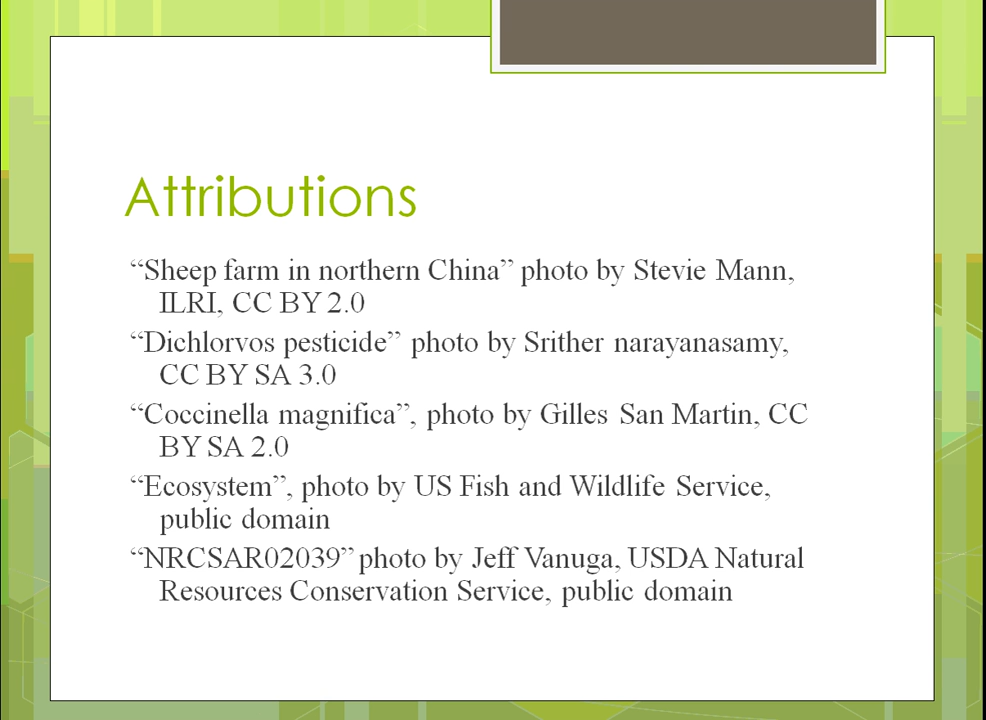 Attributions
“Sheep farm in northern China” photo by Stevie Mann,
ILRI, CC BY 2.0
“Dichlorvos pesticide” photo by Srither narayanasamy,
CC BY SA 3.0
“Coccinella magnifica”, photo by Gilles San Martin, CC
BY SA 2.0
“Ecosystem”, photo by US Fish and Wildlife Service,
public domain
“NRCSAR02039” photo by Jeff Vanuga, USDA Natural
Resources Conservation Service, public domain